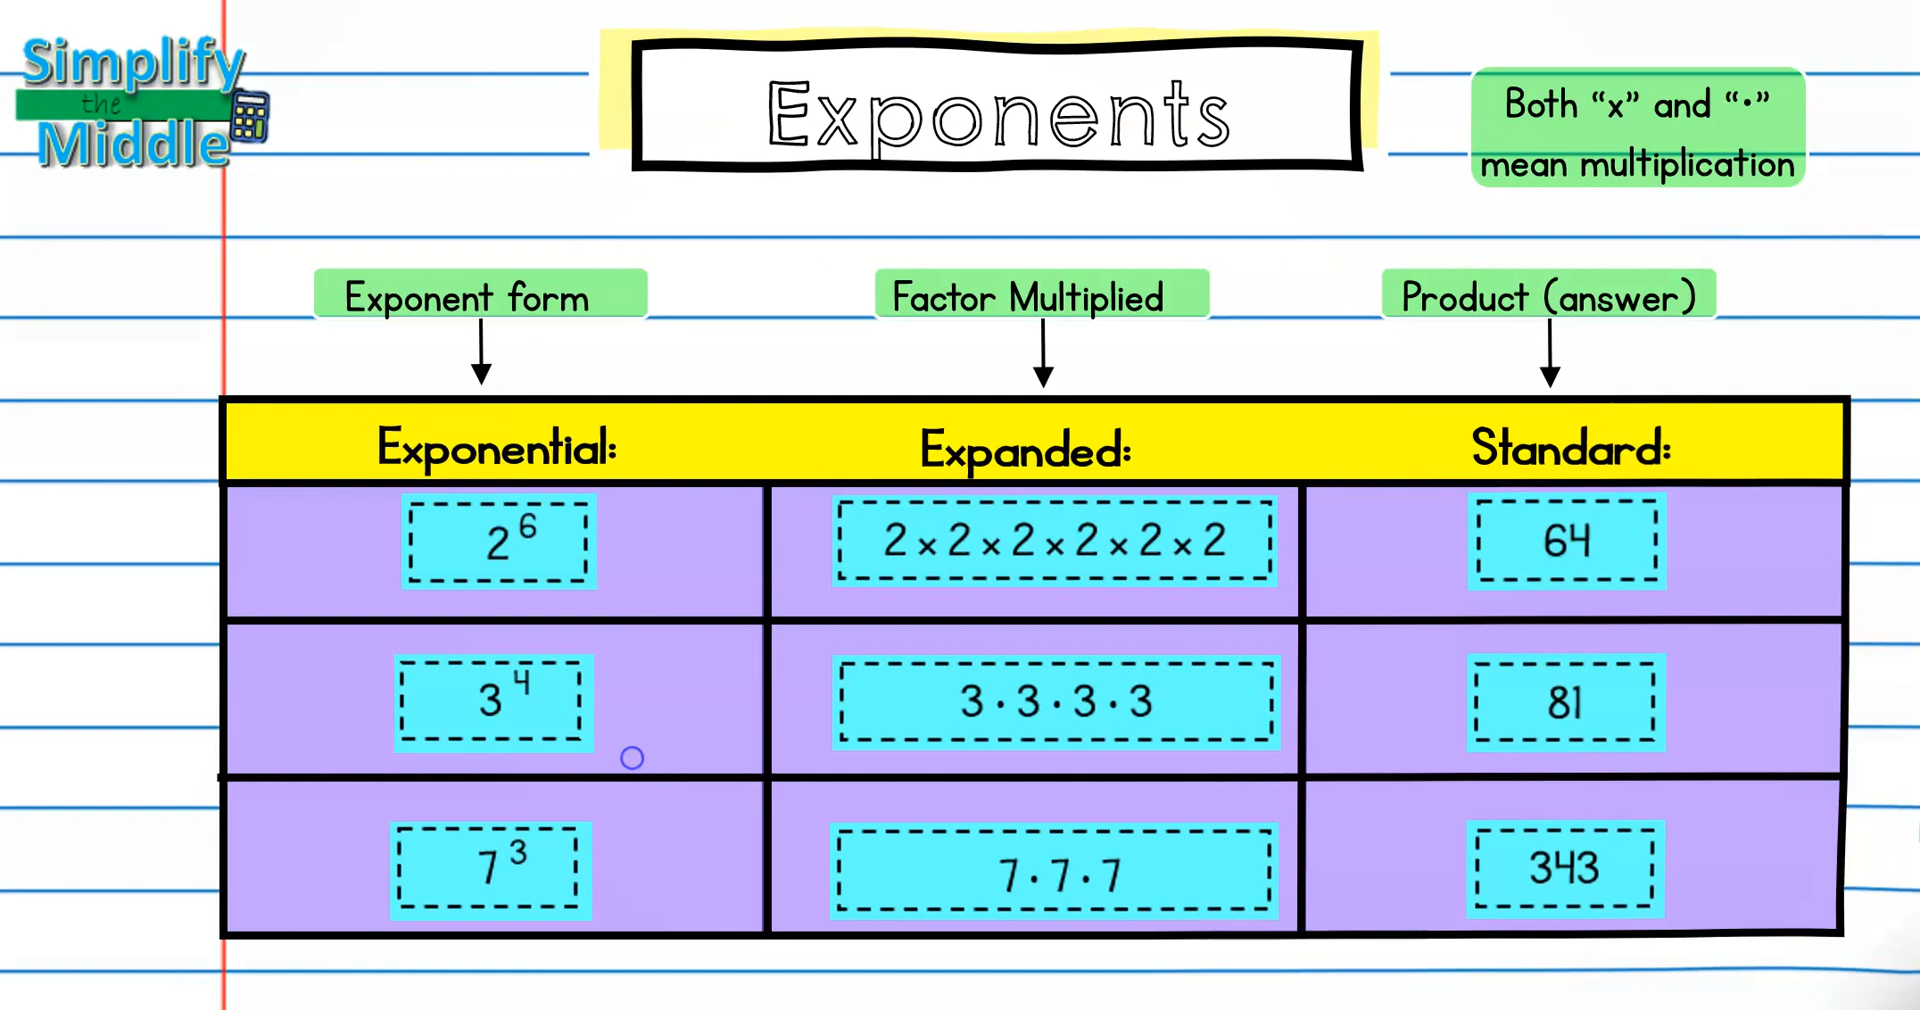 Simplify
the
Middle
Exponents
Both “x” and “•”
mean multiplication
Exponent form
Factor Multiplied
Product (answer)
Exponential:
Expanded:
Standard:
2⁶
2 × 2 × 2 × 2 × 2 × 2
64
3⁴
3 · 3 · 3 · 3
81
7³
7 · 7 · 7
343